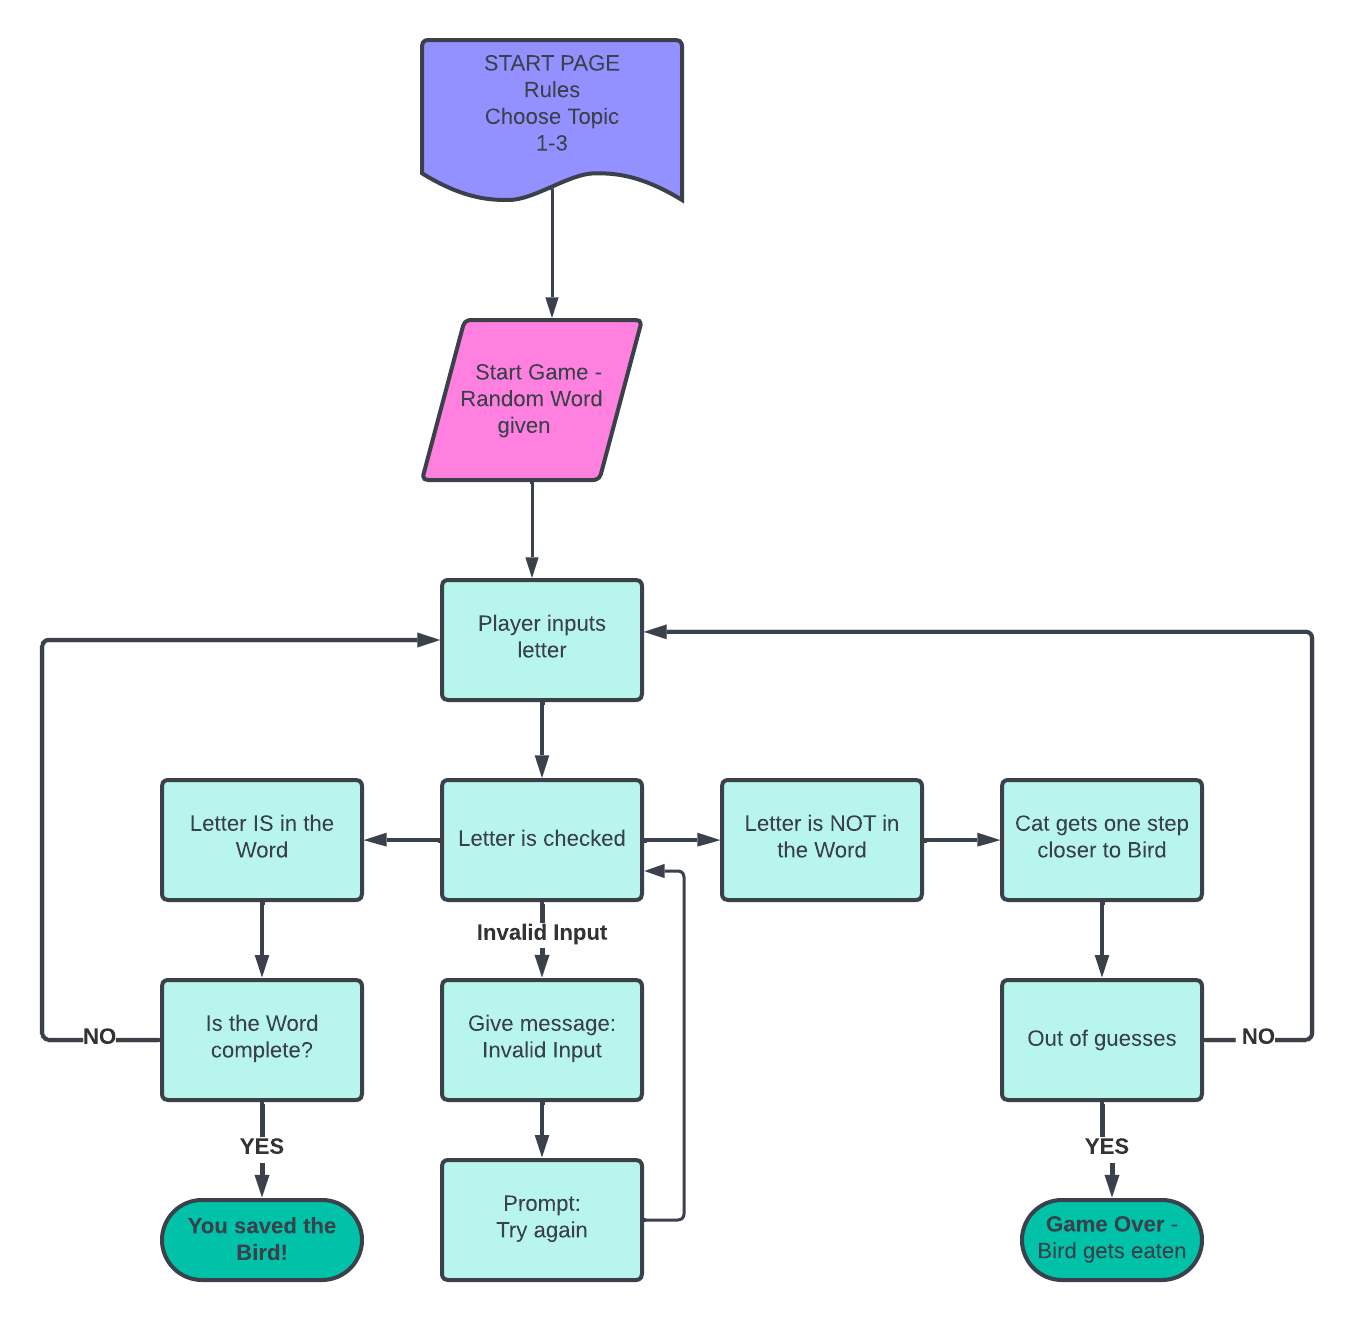 START PAGE
Rules
Choose Topic
1-3
Start Game -
Random Word
given
Player inputs
letter
Letter IS in the
Word
Letter is checked
Letter is NOT in
the Word
Cat gets one step
closer to Bird
Invalid Input
Is the Word
complete?
NO
Give message:
Invalid Input
Out of guesses
NO
YES
YES
Prompt:
Try again
You saved the
Bird!
Game Over -
Bird gets eaten